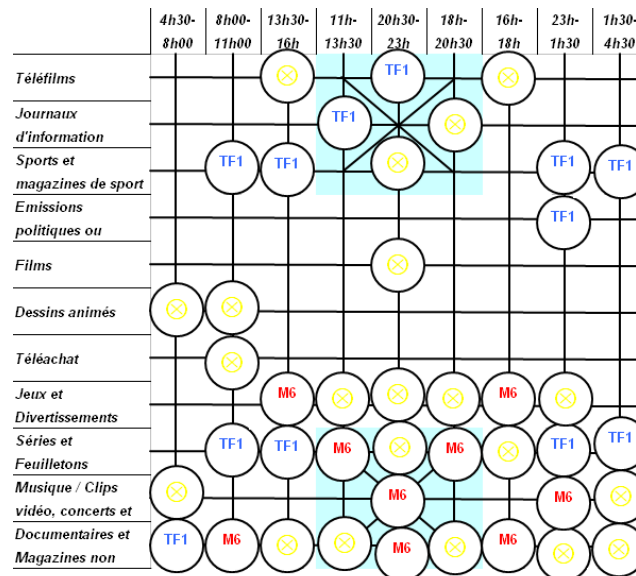 4h30- 8h00- 13h30- 11h- 20h30- 18h- 16h- 23h- 1h30-
8h00 11h00 16h 13h30 23h 20h30 18h 1h30 4h30
Téléfilms TF1
Journaux
d'information TF1
Sports et TF1 TF1 TF1 TF1
magazines de sport
Emissions TF1
politiques ou
Films
Dessins animés
Téléachat
Jeux et M6 M6
Divertissements
Séries et TF1 TF1 M6 M6 TF1 TF1
Feuilletons
Musique / Clips M6 M6
vidéo, concerts et
Documentaires et TF1 M6 M6 M6
Magazines non